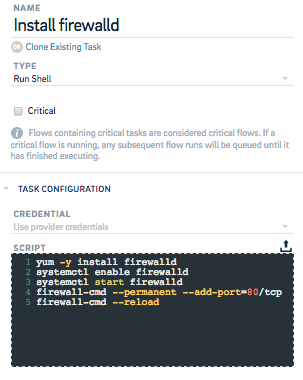 NAME
Install firewalld
OR Clone Existing Task
TYPE
Run Shell
Critical
i Flows containing critical tasks are considered critical flows. If a
critical flow is running, any subsequent flow runs will be queued until it
has finished executing.
TASK CONFIGURATION
CREDENTIAL
Use provider credentials
SCRIPT
1 yum -y install firewalld
2 systemctl enable firewalld
3 systemctl start firewalld
4 firewall-cmd --permanent --add-port=80/tcp
5 firewall-cmd --reload